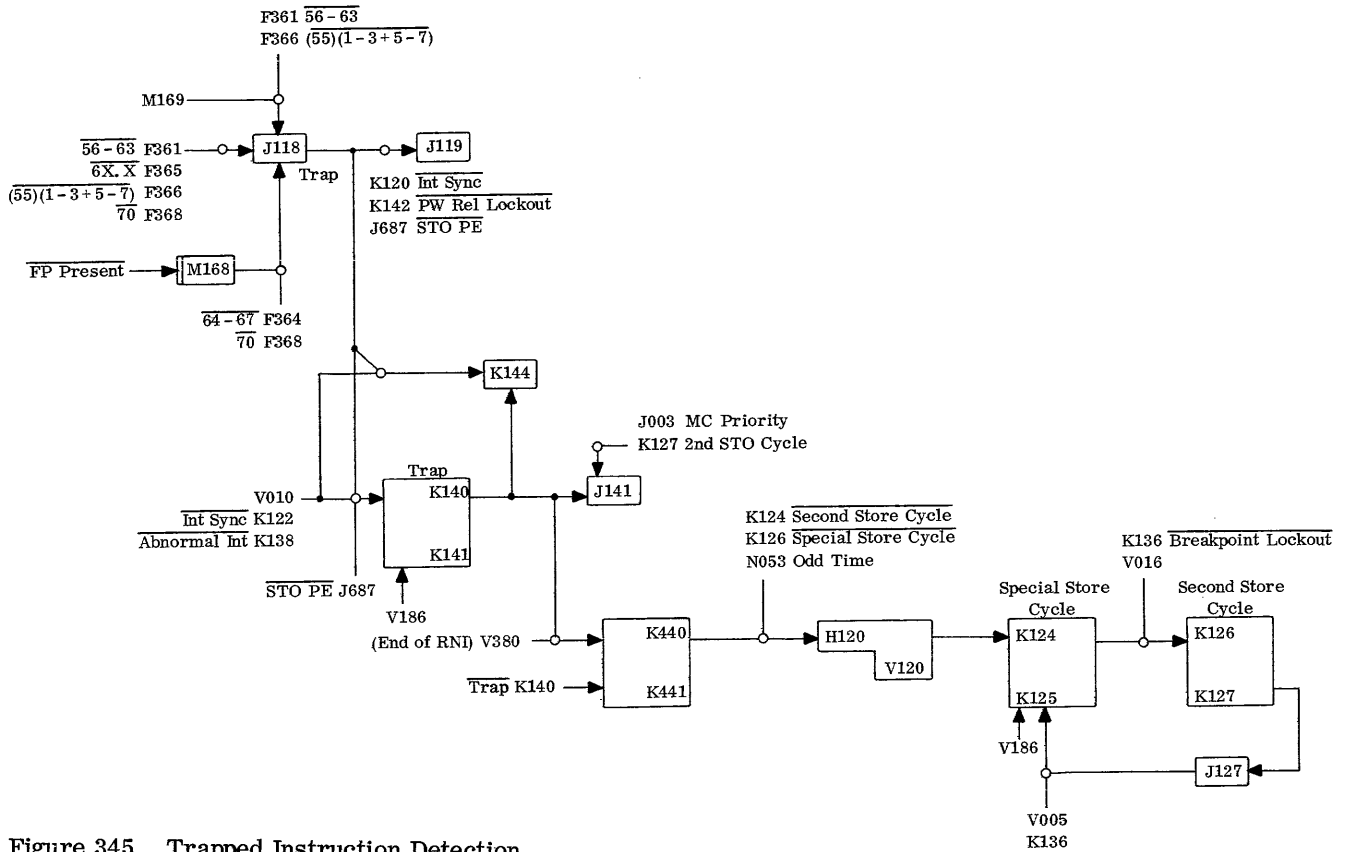 F361 56 – 63
F366 (55)(1 – 3 + 5 – 7)
M169
56 – 63 F361
J118
J119
6X. X F365
Trap
K120 Int Sync
(55)(1 – 3 + 5 – 7) F366
K142 PW Rel Lockout
70 F368
J687 STO PE
FP Present
M168
64 – 67 F364
70 F368
K144
J003 MC Priority
K127 2nd STO Cycle
Trap
K140
J141
V010
Int Sync K122
Abnormal Int K138
K141
K124 Second Store Cycle
K126 Special Store Cycle
N053 Odd Time
K136 Breakpoint Lockout
V016
STO PE J687
V186
Special Store
Cycle
Second Store
Cycle
(End of RNI) V380
K440
H120
K124
K126
V120
Trap K140
K441
K125
K127
V186
J127
V005
K136
Figure 345. Trapped Instruction Detection